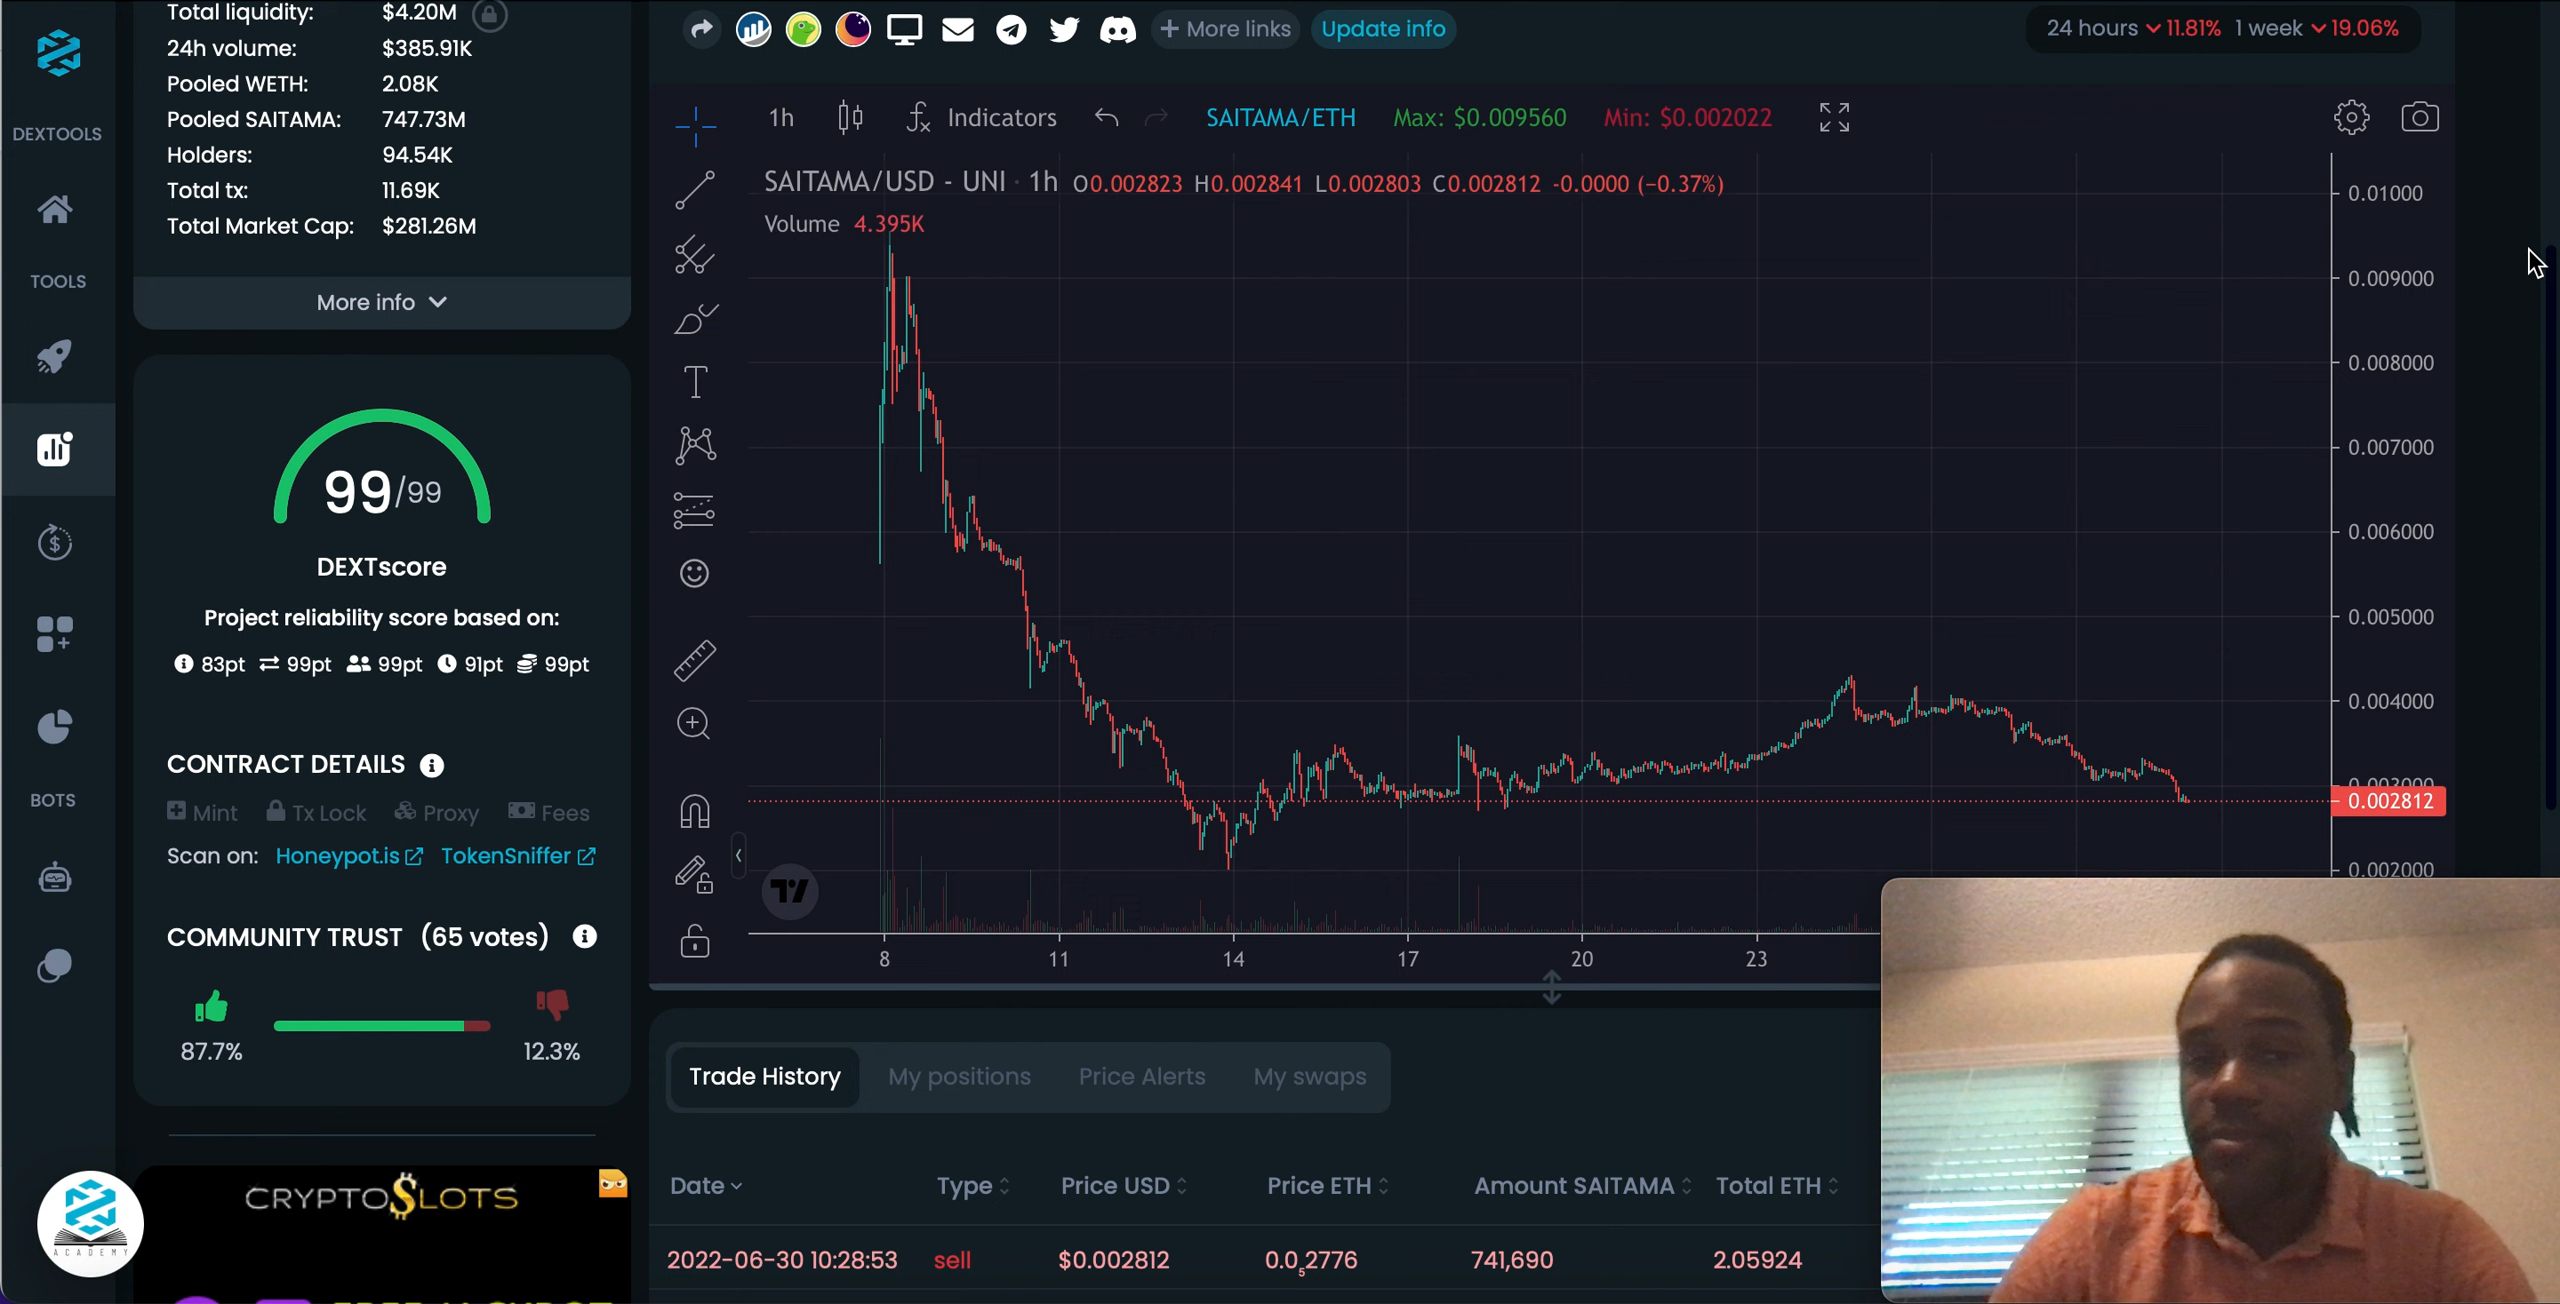 Total liquidity: $4.20M
24h volume: $385.91K
Pooled WETH: 2.08K
Pooled SAITAMA: 747.73M
Holders: 94.54K
Total tx: 11.69K
Total Market Cap: $281.26M
More info
DEXTOOLS
TOOLS
BOTS
99/99
DEXTscore
Project reliability score based on:
83pt 99pt 99pt 91pt 99pt
CONTRACT DETAILS
Mint Tx Lock Proxy Fees
Scan on: Honeypot.is TokenSniffer
COMMUNITY TRUST (65 votes)
87.7% 12.3%
CRYPTO$LOTS
ACADEMY
+ More links Update info
24 hours 11.81% 1 week 19.06%
1h Indicators SAITAMA/ETH Max: $0.009560 Min: $0.002022
SAITAMA/USD - UNI · 1h O0.002823 H0.002841 L0.002803 C0.002812 -0.0000 (−0.37%)
Volume 4.395K
0.01000
0.009000
0.008000
0.007000
0.006000
0.005000
0.004000
0.003000
0.002812
0.002000
8 11 14 17 20 23
Trade History My positions Price Alerts My swaps
Date Type Price USD Price ETH Amount SAITAMA Total ETH
2022-06-30 10:28:53 sell $0.002812 0.0₅2776 741,690 2.05924